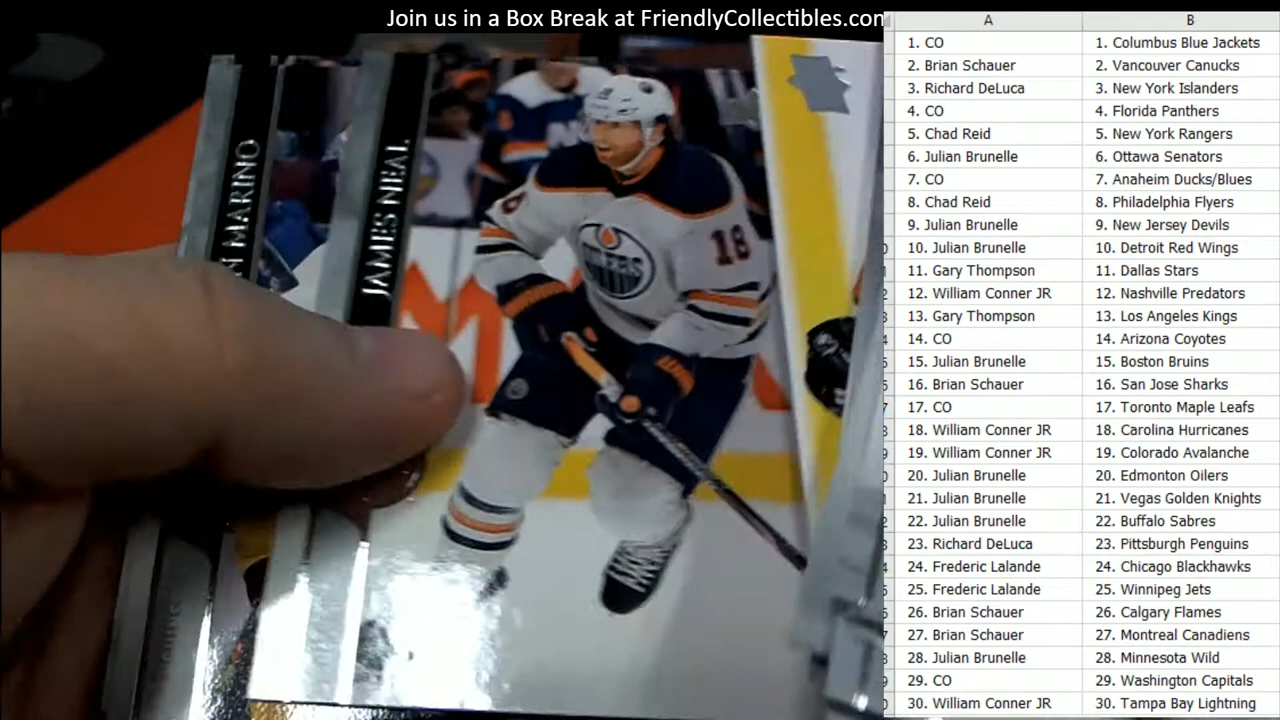 Join us in a Box Break at FriendlyCollectibles.com
A B
1. CO 1. Columbus Blue Jackets
2. Brian Schauer 2. Vancouver Canucks
3. Richard DeLuca 3. New York Islanders
4. CO 4. Florida Panthers
5. Chad Reid 5. New York Rangers
6. Julian Brunelle 6. Ottawa Senators
7. CO 7. Anaheim Ducks/Blues
8. Chad Reid 8. Philadelphia Flyers
9. Julian Brunelle 9. New Jersey Devils
10. Julian Brunelle 10. Detroit Red Wings
11. Gary Thompson 11. Dallas Stars
12. William Conner JR 12. Nashville Predators
13. Gary Thompson 13. Los Angeles Kings
14. CO 14. Arizona Coyotes
15. Julian Brunelle 15. Boston Bruins
16. Brian Schauer 16. San Jose Sharks
17. CO 17. Toronto Maple Leafs
18. William Conner JR 18. Carolina Hurricanes
19. William Conner JR 19. Colorado Avalanche
20. Julian Brunelle 20. Edmonton Oilers
21. Julian Brunelle 21. Vegas Golden Knights
22. Julian Brunelle 22. Buffalo Sabres
23. Richard DeLuca 23. Pittsburgh Penguins
24. Frederic Lalande 24. Chicago Blackhawks
25. Frederic Lalande 25. Winnipeg Jets
26. Brian Schauer 26. Calgary Flames
27. Brian Schauer 27. Montreal Canadiens
28. Julian Brunelle 28. Minnesota Wild
29. CO 29. Washington Capitals
30. William Conner JR 30. Tampa Bay Lightning
MARINO
JAMES NEAL
18
OILERS